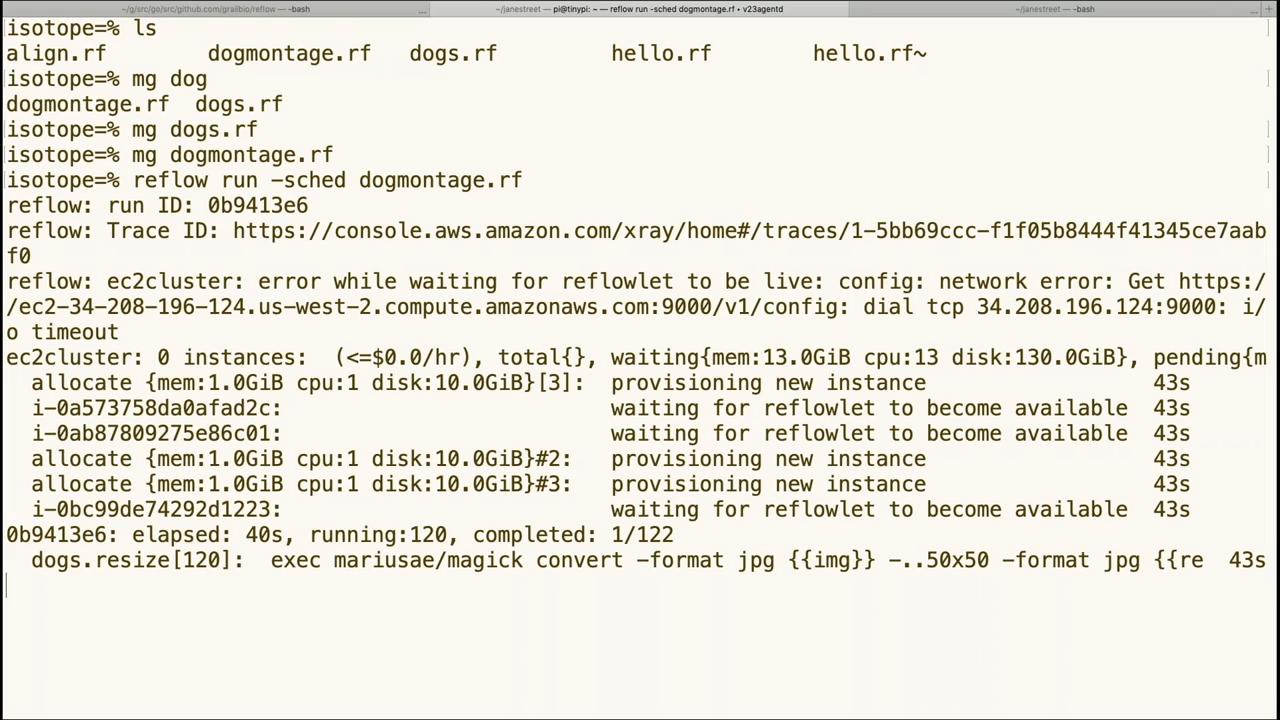 ~/g/src/go/src/github.com/grailbio/reflow — -bash ... ~/janestreet — pi@tinypi: ~ — reflow run -sched dogmontage.rf • v23agentd ~/janestreet — -bash ... +
isotope=% ls
align.rf dogmontage.rf dogs.rf hello.rf hello.rf~
isotope=% mg dog
dogmontage.rf dogs.rf
isotope=% mg dogs.rf
isotope=% mg dogmontage.rf
isotope=% reflow run -sched dogmontage.rf
reflow: run ID: 0b9413e6
reflow: Trace ID: https://console.aws.amazon.com/xray/home#/traces/1-5bb69ccc-f1f05b8444f41345ce7aab
f0
reflow: ec2cluster: error while waiting for reflowlet to be live: config: network error: Get https:/
/ec2-34-208-196-124.us-west-2.compute.amazonaws.com:9000/v1/config: dial tcp 34.208.196.124:9000: i/
o timeout
ec2cluster: 0 instances: (<=$0.0/hr), total{}, waiting{mem:13.0GiB cpu:13 disk:130.0GiB}, pending{m
allocate {mem:1.0GiB cpu:1 disk:10.0GiB}[3]: provisioning new instance 43s
i-0a573758da0afad2c: waiting for reflowlet to become available 43s
i-0ab87809275e86c01: waiting for reflowlet to become available 43s
allocate {mem:1.0GiB cpu:1 disk:10.0GiB}#2: provisioning new instance 43s
allocate {mem:1.0GiB cpu:1 disk:10.0GiB}#3: provisioning new instance 43s
i-0bc99de74292d1223: waiting for reflowlet to become available 43s
0b9413e6: elapsed: 40s, running:120, completed: 1/122
dogs.resize[120]: exec mariusae/magick convert -format jpg {{img}} -..50x50 -format jpg {{re 43s